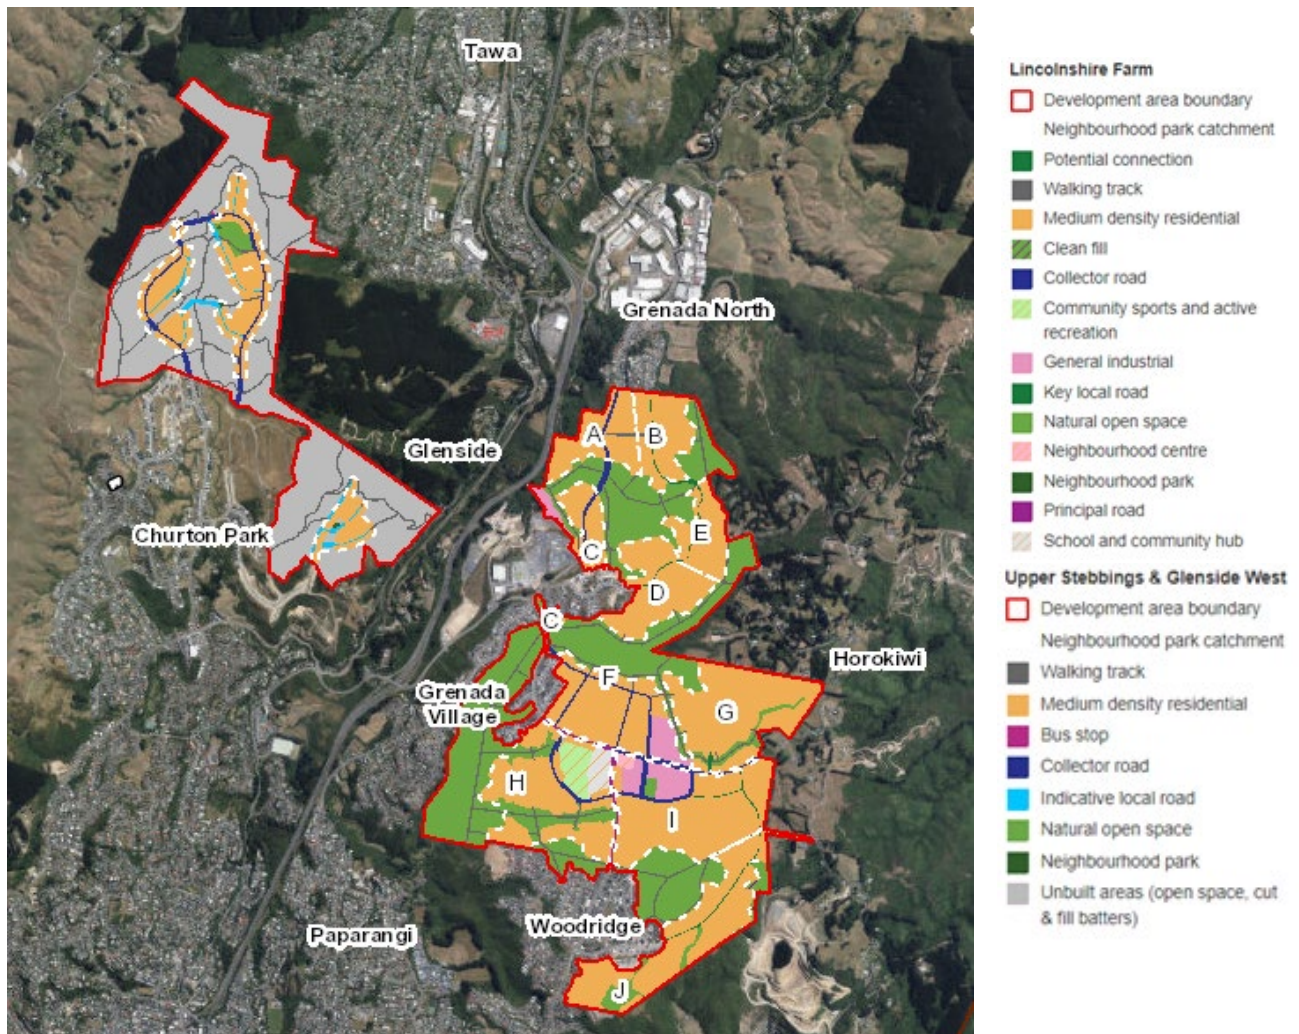 Tawa
Grenada North
A
B
Glenside
Churton Park
E
C
D
C
Horokiwi
F
Grenada
Village
G
H
I
Woodridge
Paparangi
J
Lincolnshire Farm
Development area boundary
Neighbourhood park catchment
Potential connection
Walking track
Medium density residential
Clean fill
Collector road
Community sports and active
recreation
General industrial
Key local road
Natural open space
Neighbourhood centre
Neighbourhood park
Principal road
School and community hub
Upper Stebbings & Glenside West
Development area boundary
Neighbourhood park catchment
Walking track
Medium density residential
Bus stop
Collector road
Indicative local road
Natural open space
Neighbourhood park
Unbuilt areas (open space, cut
& fill batters)